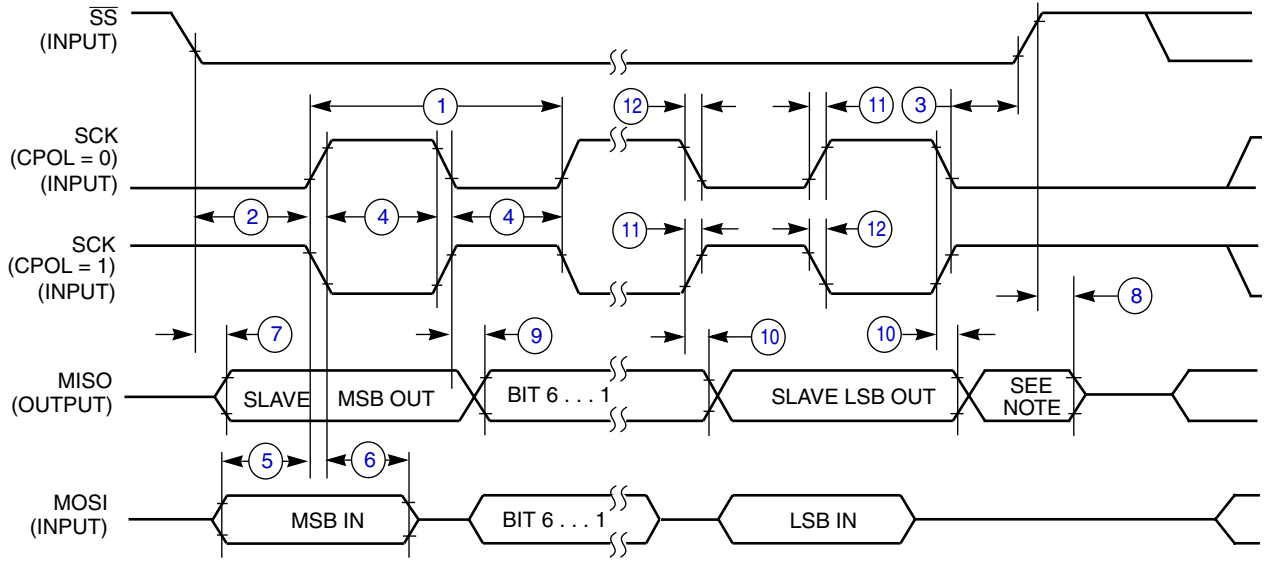 SS
(INPUT)
1
12
11
3
SCK
(CPOL = 0)
(INPUT)
2
4
4
11
12
SCK
(CPOL = 1)
(INPUT)
8
7
9
10
10
MISO
(OUTPUT)
SLAVE MSB OUT
BIT 6 . . . 1
SLAVE LSB OUT
SEE
NOTE
5
6
MOSI
(INPUT)
MSB IN
BIT 6 . . . 1
LSB IN